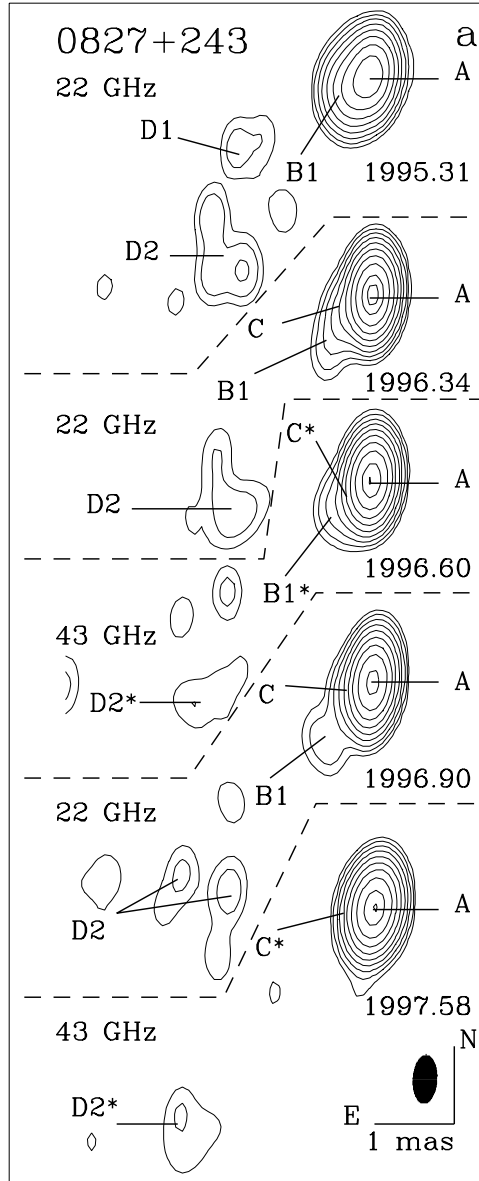 0827+243 a
22 GHz
A
D1
B1
1995.31
D2
A
C
B1
1996.34
22 GHz
C*
A
D2
1996.60
B1*
43 GHz
C
A
D2*
1996.90
B1
22 GHz
A
D2
C*
1997.58
43 GHz
N
D2*
E
1 mas